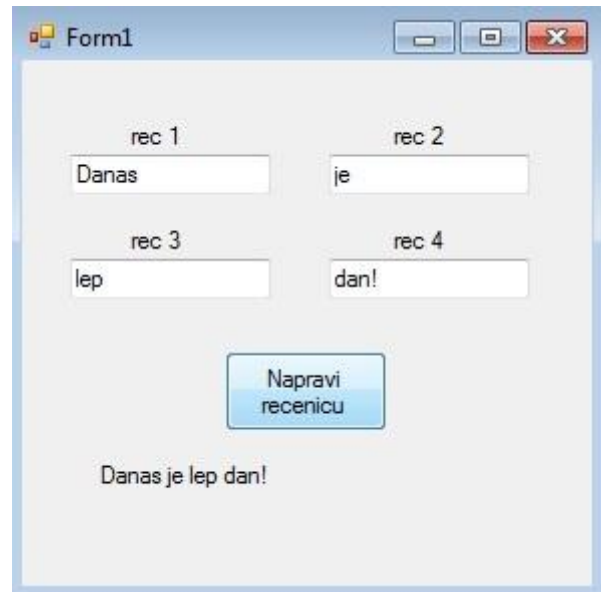 Form1
rec 1 rec 2
Danas je
rec 3 rec 4
lep dan!
Napravi
recenicu
Danas je lep dan!